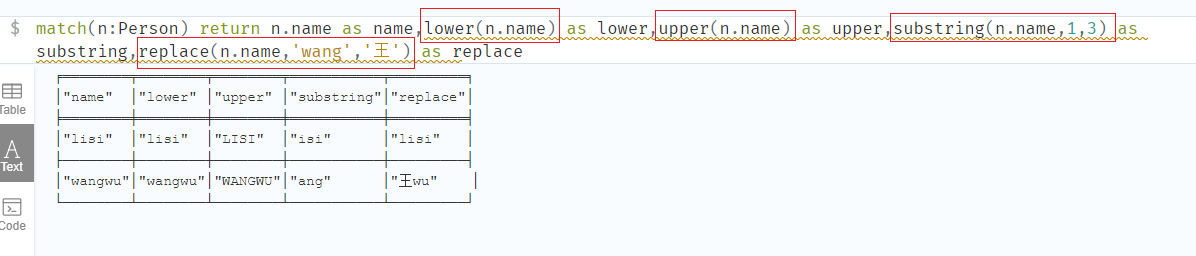 $ match(n:Person) return n.name as name,lower(n.name) as lower,upper(n.name) as upper,substring(n.name,1,3) as
substring,replace(n.name,'wang','王') as replace
Table
Text
Code
"name" "lower" "upper" "substring" "replace"
"lisi" "lisi" "LISI" "isi" "lisi"
"wangwu" "wangwu" "WANGWU" "ang" "王wu"